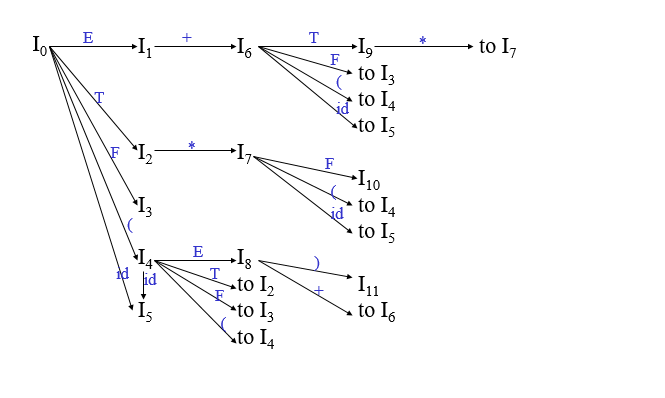 I0 E I1 + I6 T I9 * to I7
F to I3
( to I4
id to I5
T I2 * I7
F I10
( to I4
id to I5
F I3
( I4 E I8 ) I11
T to I2
+ to I6
id id I5 F to I3
( to I4